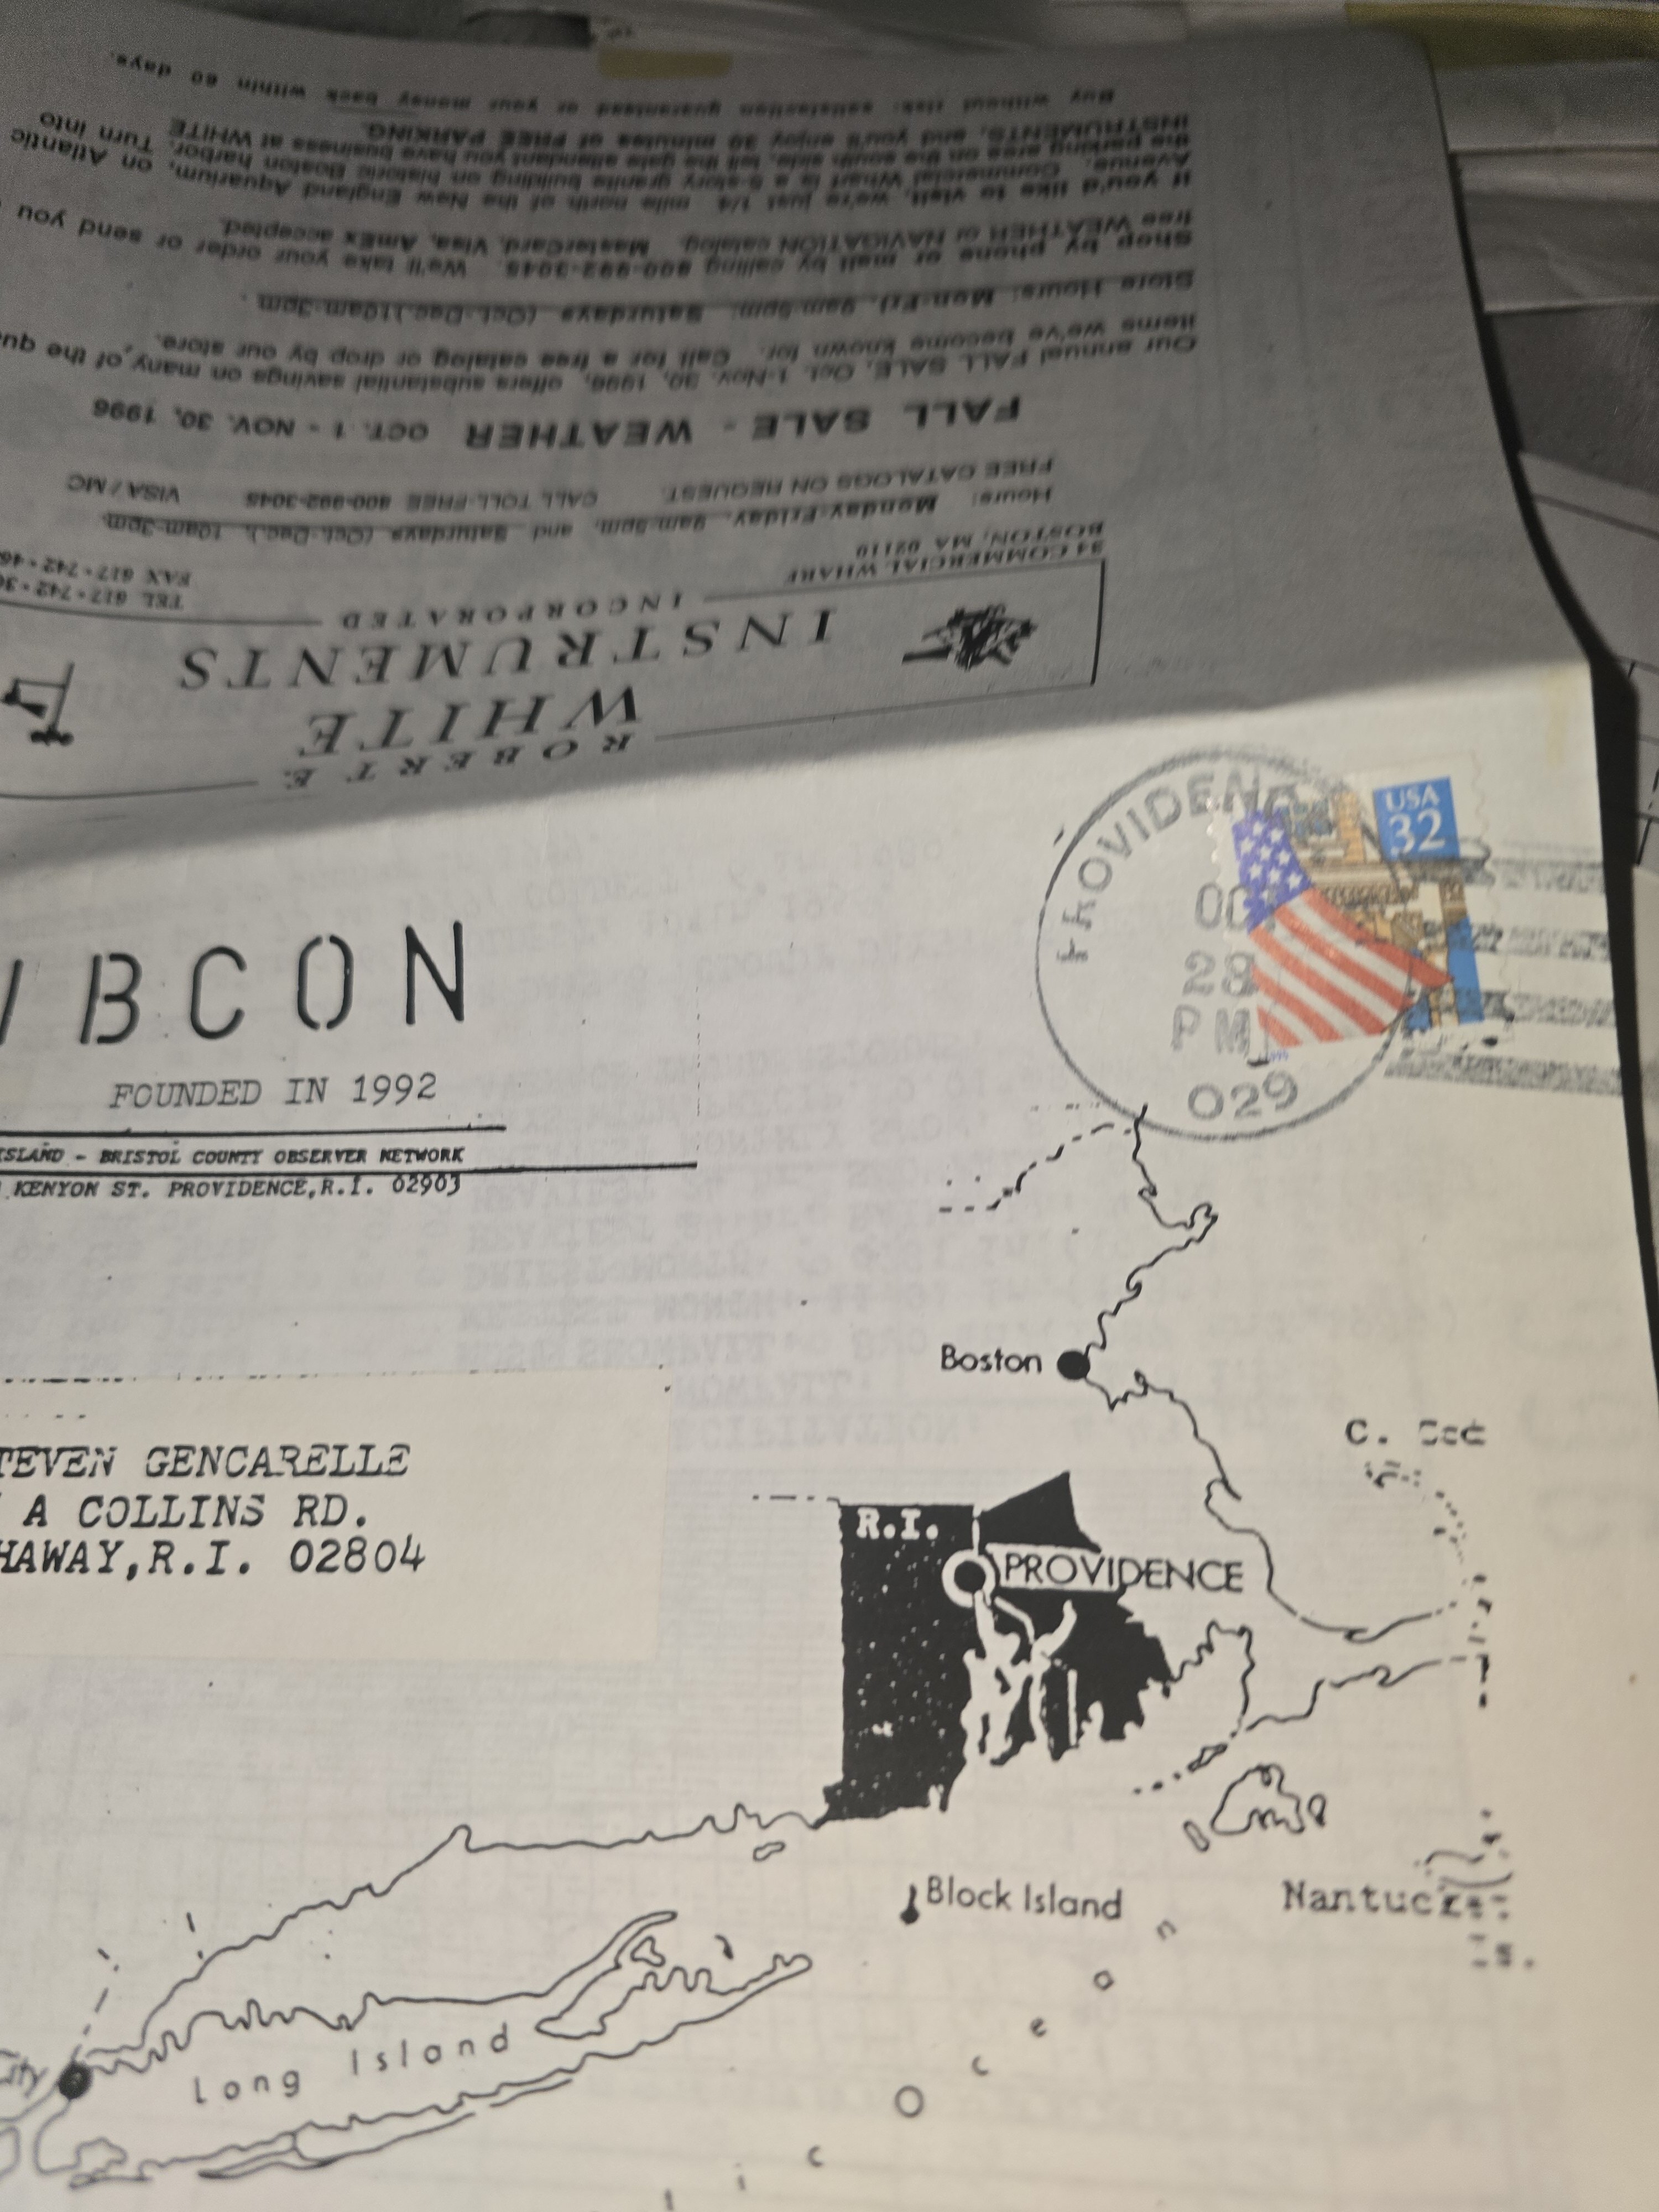 Buy without risk: satisfaction guaranteed or your money back within 60 days.
INSTRUMENTS, and you'll enjoy 30 minutes of FREE PARKING.
the parking area on the south side, tell the gate attendant you have business at WHITE
Avenue. Commercial Wharf is a 5-story granite building on historic Boston harbor. Turn into
If you'd like to visit, we're just 1/4 mile north of the New England Aquarium, on Atlantic
free WEATHER or NAVIGATION catalog. MasterCard, Visa, AmEx accepted.
Shop by phone or mail by calling 800-992-3045. We'll take your order or send you
Store Hours: Mon-Fri, 9am-5pm; Saturdays (Oct-Dec) 10am-3pm.
items we've become known for. Call for a free catalog or drop by our store.
Our annual FALL SALE, Oct. 1-Nov. 30, 1996, offers substantial savings on many of the
FALL SALE - WEATHER OCT. 1 - NOV. 30, 1996
FREE CATALOGS ON REQUEST. CALL TOLL-FREE 800-992-3045 VISA / MC
Hours: Monday-Friday, 9am-5pm, and Saturdays (Oct.-Dec.), 10am-3pm
BOSTON, MA 02110
34 COMMERCIAL WHARF
FAX 617·742·
TEL 617·742·
INCORPORATED
INSTRUMENTS
WHITE
ROBERT E.
PROVIDEN
USA
32
28
PM
029
BCON
FOUNDED IN 1992
ISLAND - BRISTOL COUNTY OBSERVER NETWORK
KENYON ST. PROVIDENCE,R.I. 02903
Boston
TEVEN GENCARELLE
A COLLINS RD.
HAWAY,R.I. 02804
C.
R.I.
PROVIDENCE
Block Island
Long Island